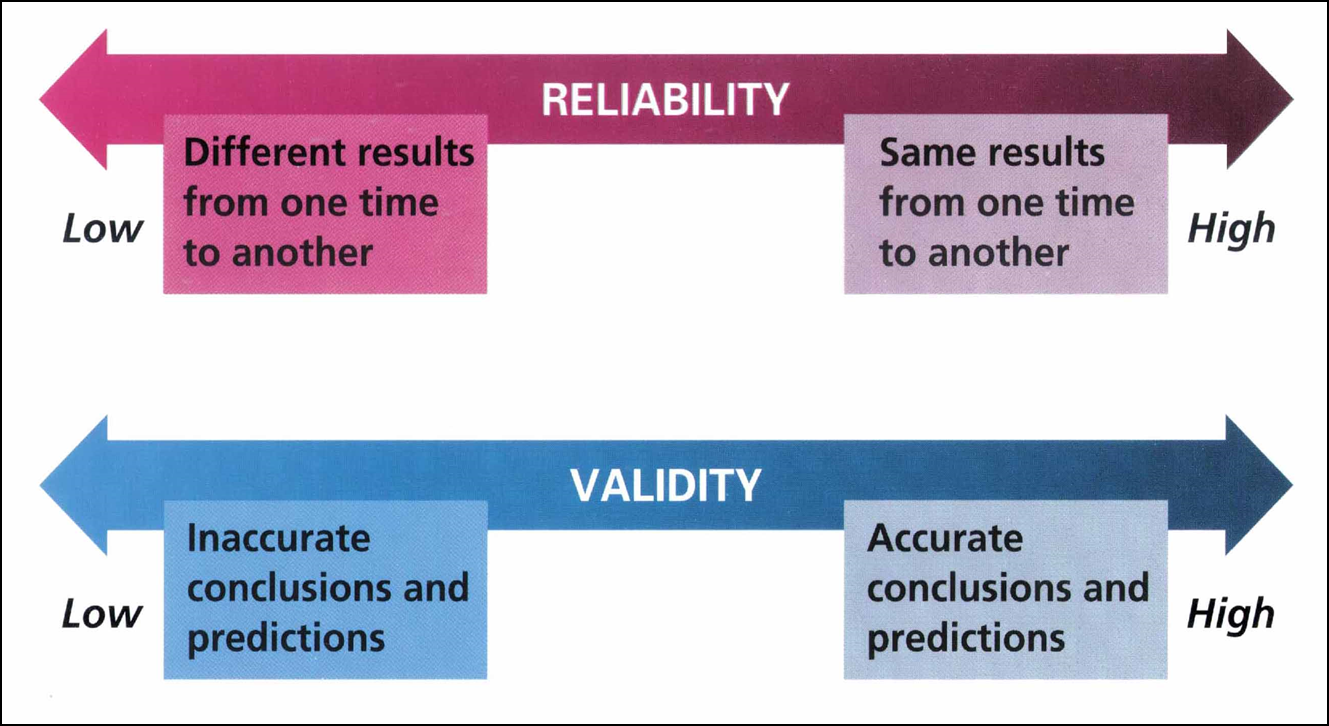 RELIABILITY
Different results
from one time
to another
Same results
from one time
to another
Low
High
VALIDITY
Inaccurate
conclusions and
predictions
Accurate
conclusions and
predictions
Low
High